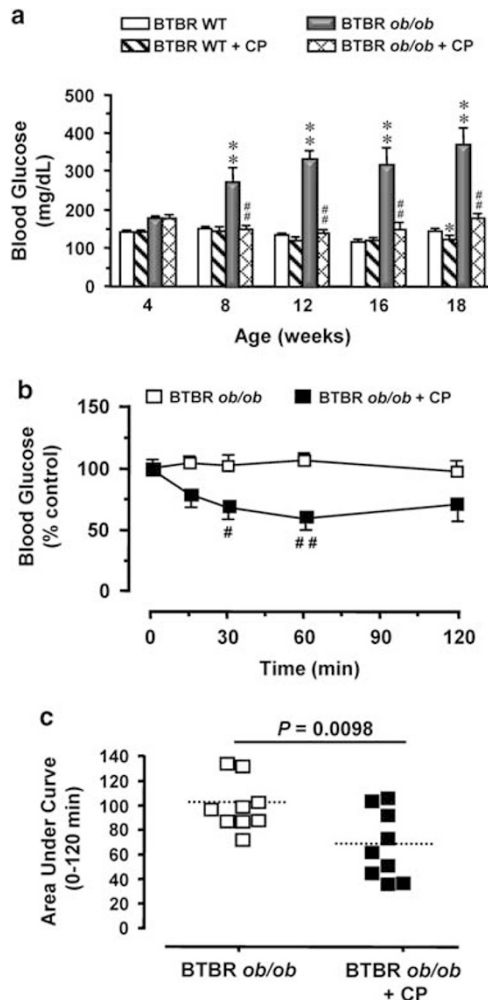 a
BTBR WT BTBR ob/ob
BTBR WT + CP BTBR ob/ob + CP
Blood Glucose
(mg/dL)
500
400
300
200
150
100
0
** ** ** **
## ## ## * ##
4 8 12 16 18
Age (weeks)
b
BTBR ob/ob BTBR ob/ob + CP
Blood Glucose
(% control)
150
100
50
0
# ##
0 30 60 90 120
Time (min)
c
P = 0.0098
Area Under Curve
(0-120 min)
140
120
100
80
60
40
20
0
BTBR ob/ob BTBR ob/ob
+ CP